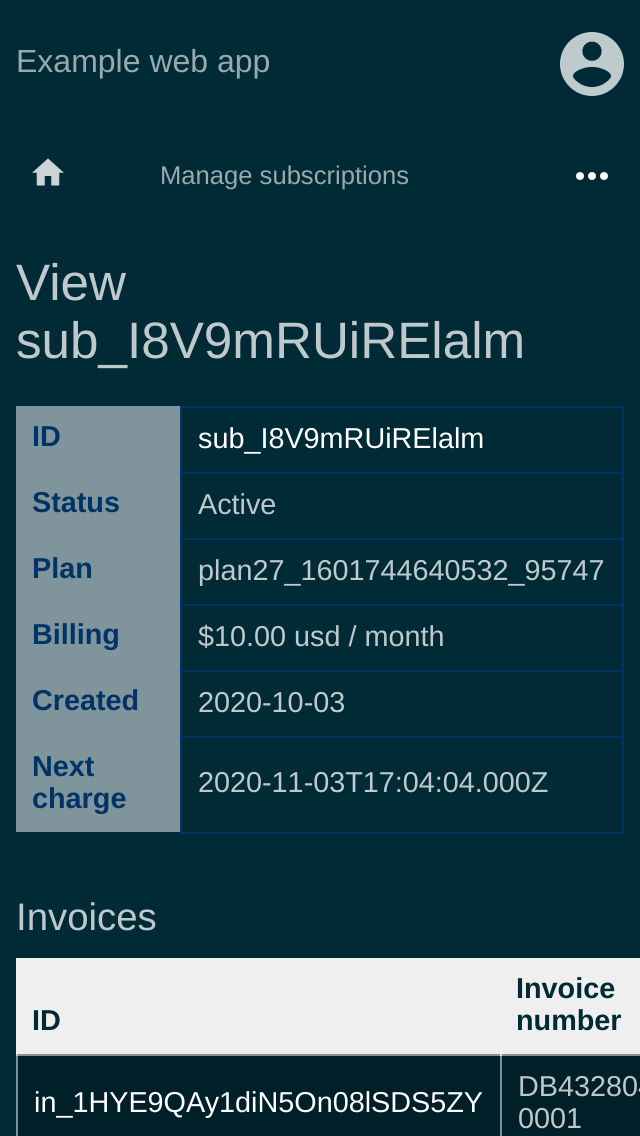 Example web app
Manage subscriptions
View
sub_I8V9mRUiRElalm
ID
sub_I8V9mRUiRElalm
Status
Active
Plan
plan27_1601744640532_95747
Billing
$10.00 usd / month
Created
2020-10-03
Next
charge
2020-11-03T17:04:04.000Z
Invoices
ID
Invoice
number
in_1HYE9QAy1diN5On08lSDS5ZY
DB43280
0001